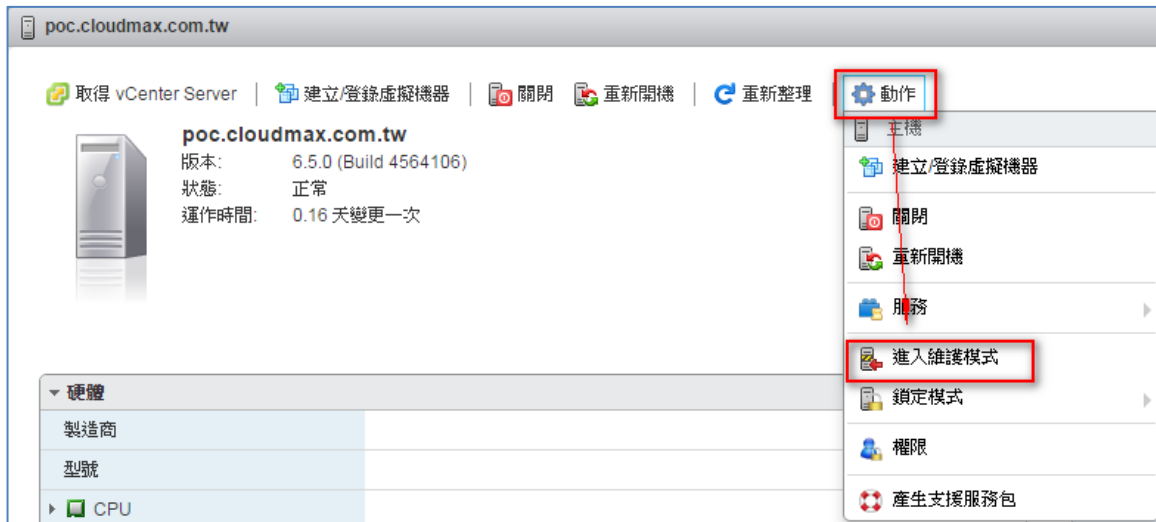 poc.cloudmax.com.tw
取得 vCenter Server | 建立/登錄虛擬機器 | 關閉 重新開機 | 重新整理 | 動作
poc.cloudmax.com.tw
版本: 6.5.0 (Build 4564106)
狀態: 正常
運作時間: 0.16 天變更一次
主機
建立/登錄虛擬機器
關閉
重新開機
服務
進入維護模式
鎖定模式
權限
產生支援服務包
硬體
製造商
型號
CPU